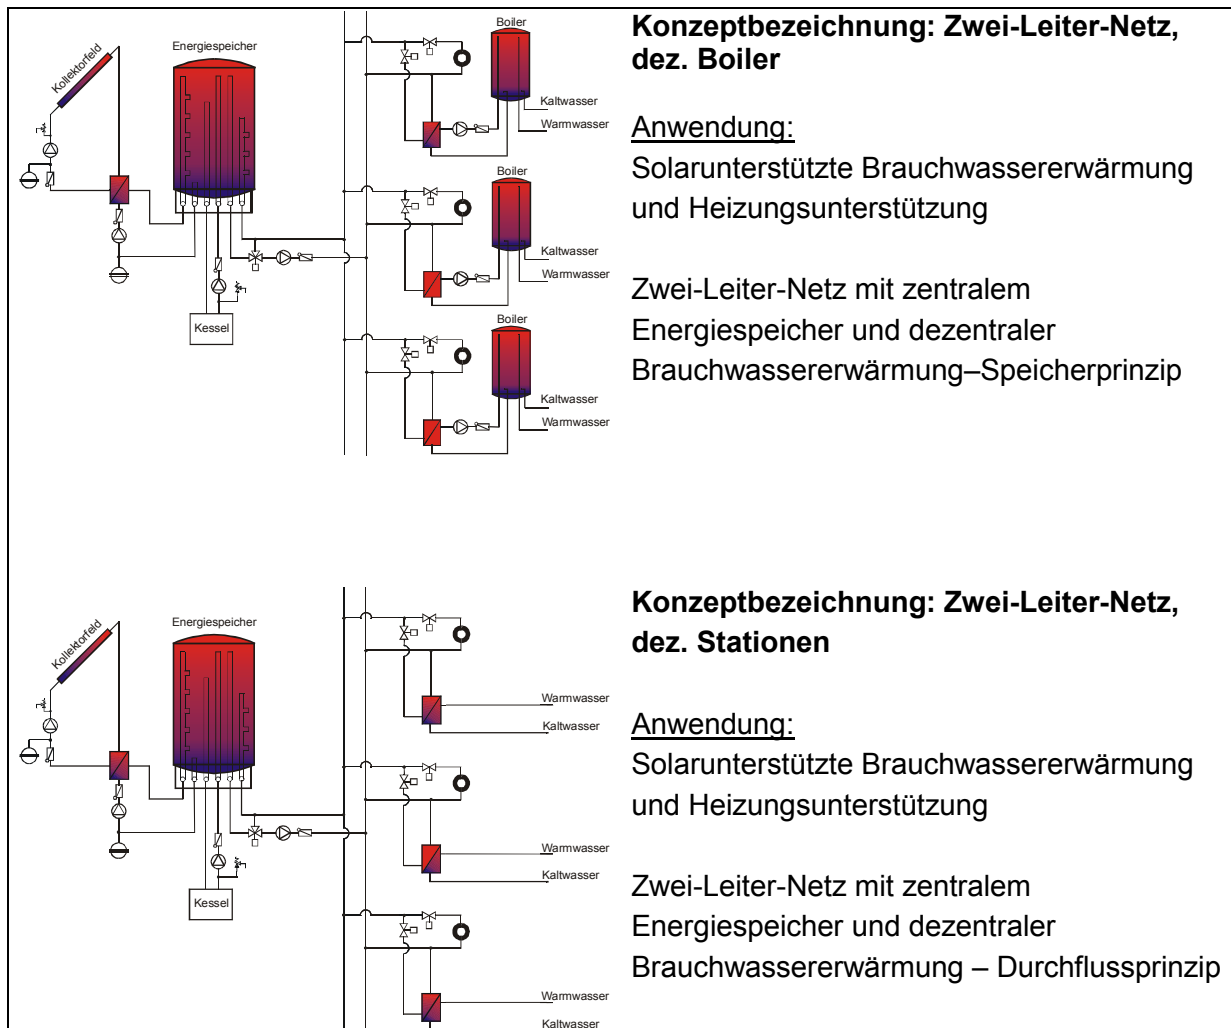 Kollektorfeld
Energiespeicher
Kessel
Boiler
Kaltwasser
Warmwasser
Boiler
Kaltwasser
Warmwasser
Boiler
Kaltwasser
Warmwasser
Konzeptbezeichnung: Zwei-Leiter-Netz,
dez. Boiler
Anwendung:
Solarunterstützte Brauchwassererwärmung
und Heizungsunterstützung
Zwei-Leiter-Netz mit zentralem
Energiespeicher und dezentraler
Brauchwassererwärmung–Speicherprinzip
Kollektorfeld
Energiespeicher
Kessel
Warmwasser
Kaltwasser
Warmwasser
Kaltwasser
Warmwasser
Kaltwasser
Konzeptbezeichnung: Zwei-Leiter-Netz,
dez. Stationen
Anwendung:
Solarunterstützte Brauchwassererwärmung
und Heizungsunterstützung
Zwei-Leiter-Netz mit zentralem
Energiespeicher und dezentraler
Brauchwassererwärmung – Durchflussprinzip